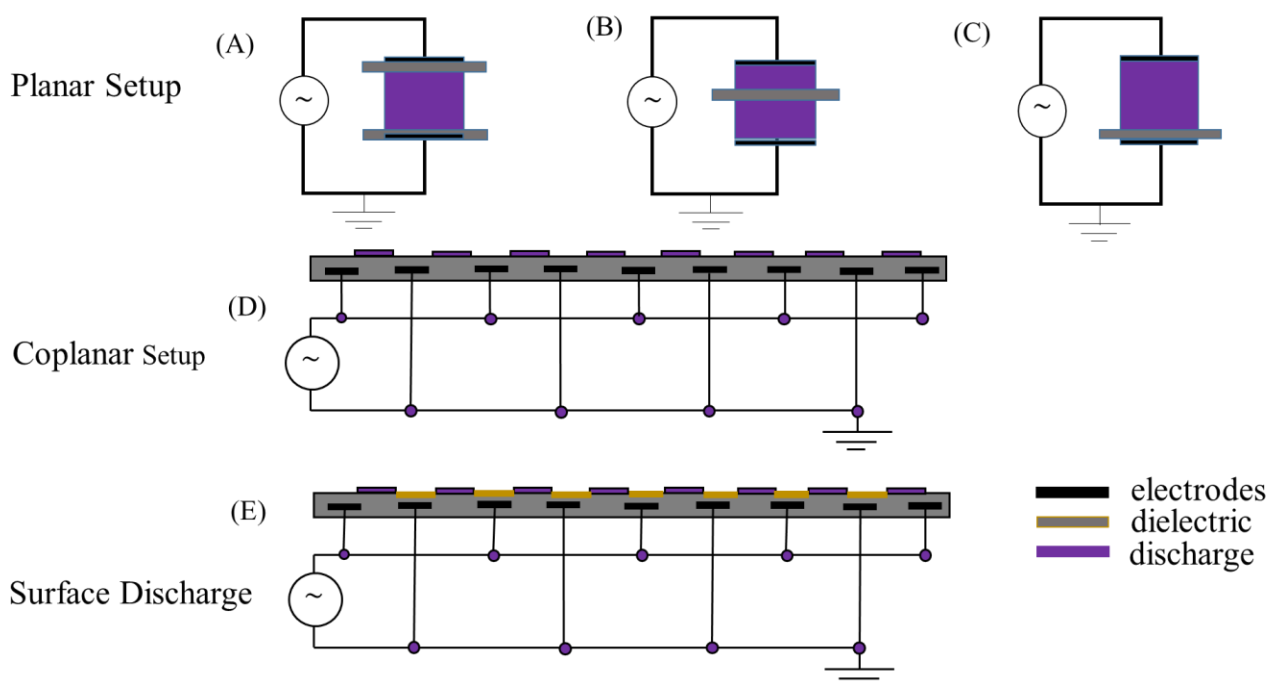 (A)
(B)
(C)
Planar Setup
~
~
~
(D)
~
Coplanar Setup
(E)
~
Surface Discharge
electrodes
dielectric
discharge